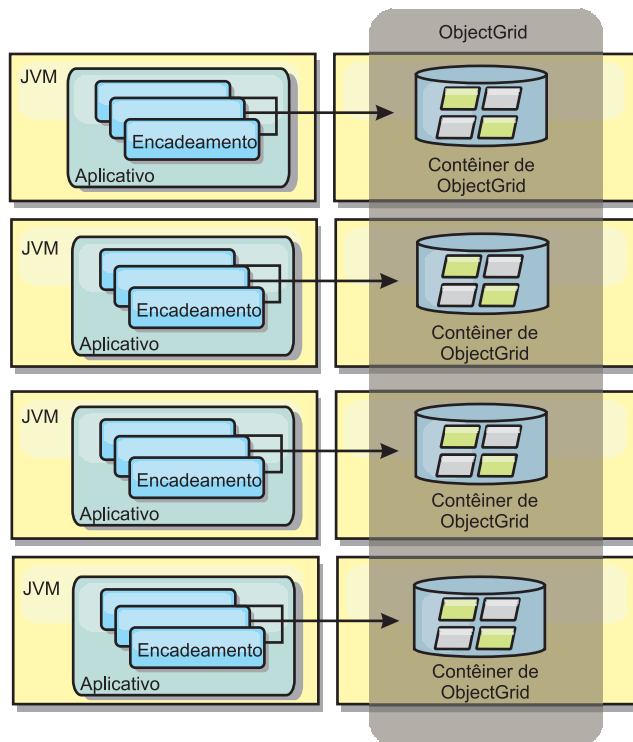 ObjectGrid
JVM
Encadeamento
Aplicativo
Contêiner de
ObjectGrid
JVM
Encadeamento
Aplicativo
Contêiner de
ObjectGrid
JVM
Encadeamento
Aplicativo
Contêiner de
ObjectGrid
JVM
Encadeamento
Aplicativo
Contêiner de
ObjectGrid